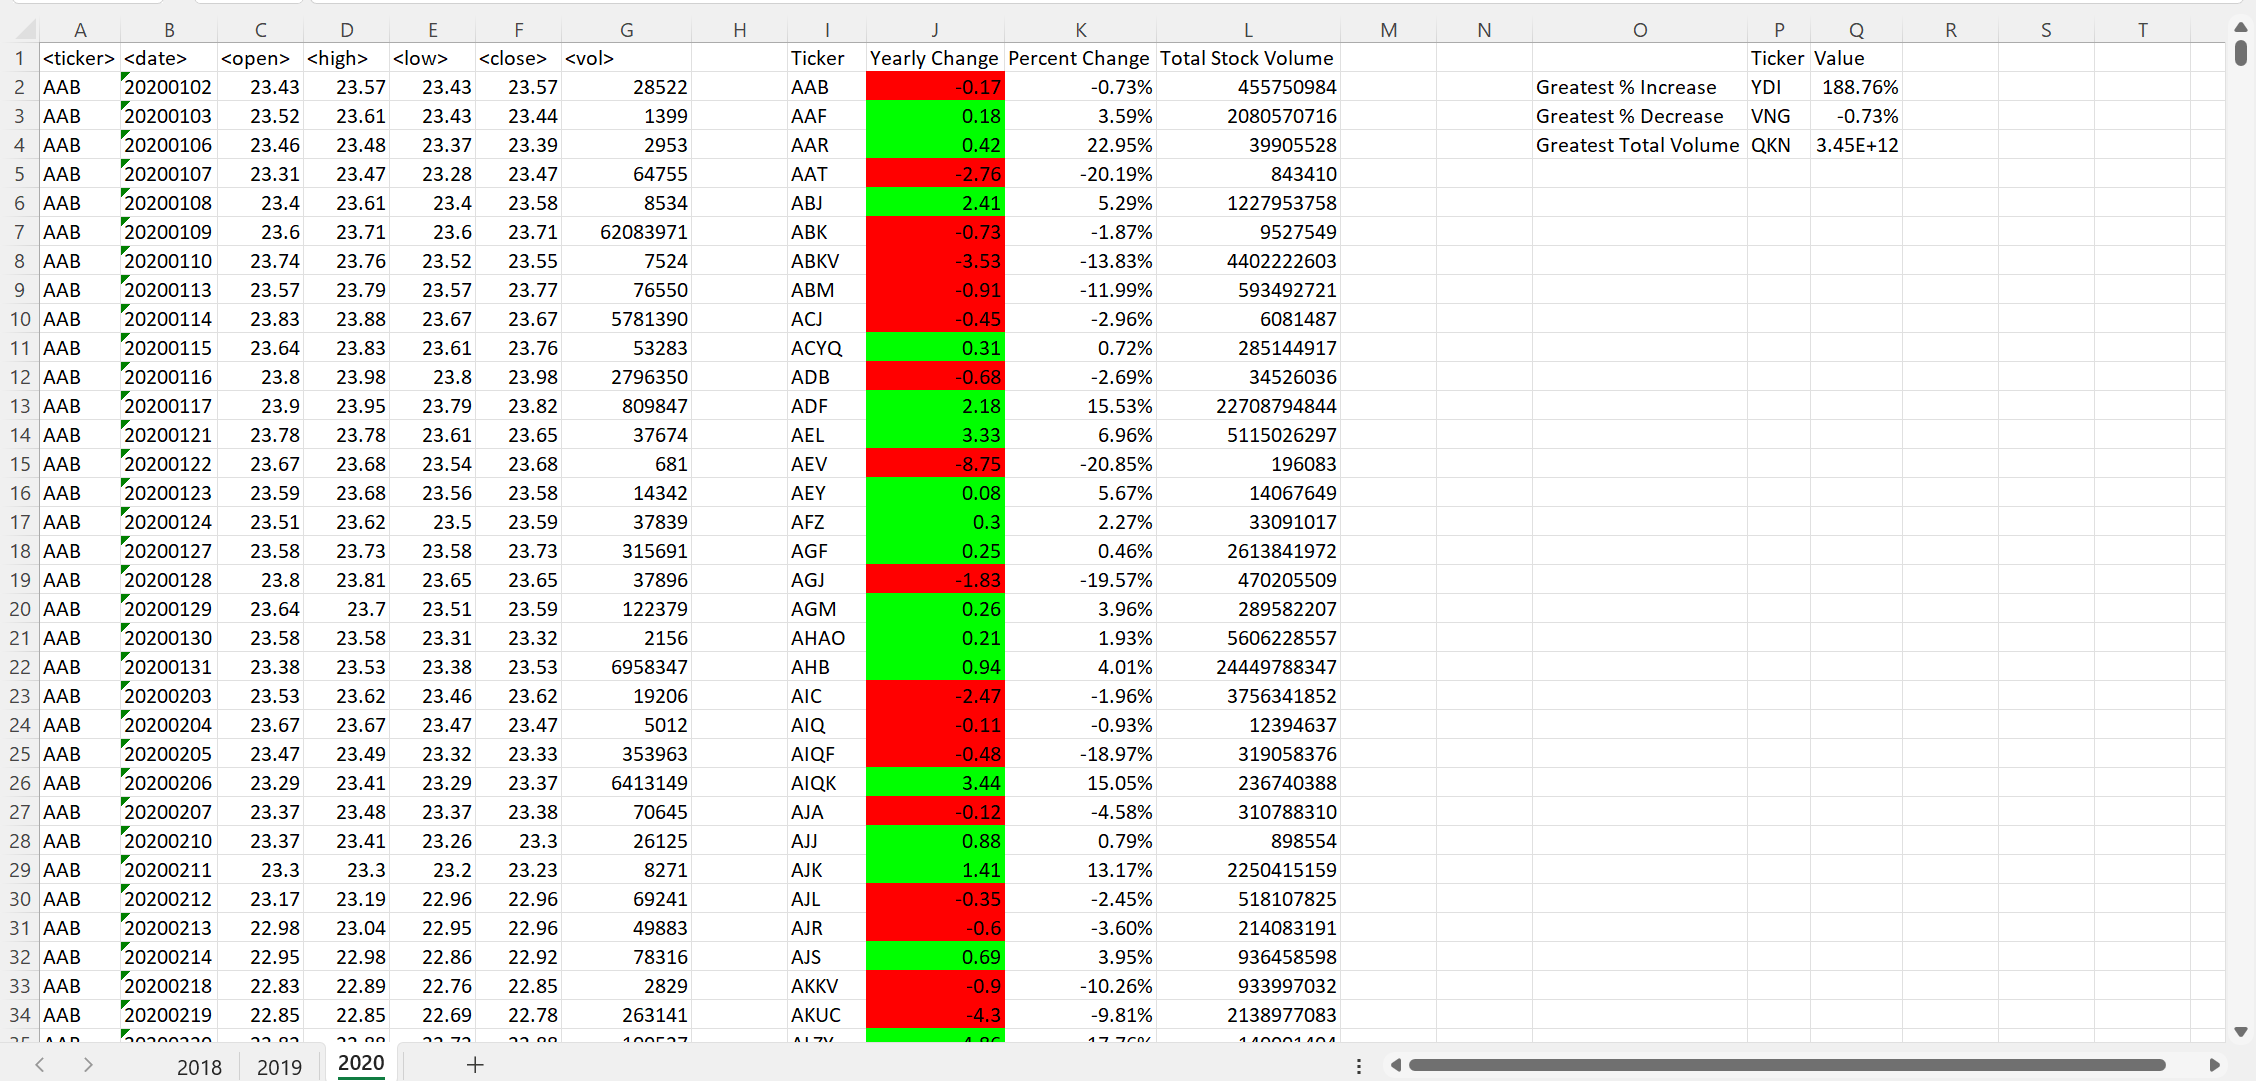 A B C D E F G H I J K L M N O P Q R S T
1 <ticker> <date> <open> <high> <low> <close> <vol> Ticker Yearly Change Percent Change Total Stock Volume Ticker Value
2 AAB 20200102 23.43 23.57 23.43 23.57 28522 AAB -0.17 -0.73% 455750984 Greatest % Increase YDI 188.76%
3 AAB 20200103 23.52 23.61 23.43 23.44 1399 AAF 0.18 3.59% 2080570716 Greatest % Decrease VNG -0.73%
4 AAB 20200106 23.46 23.48 23.37 23.39 2953 AAR 0.42 22.95% 39905528 Greatest Total Volume QKN 3.45E+12
5 AAB 20200107 23.31 23.47 23.28 23.47 64755 AAT -2.76 -20.19% 843410
6 AAB 20200108 23.4 23.61 23.4 23.58 8534 ABJ 2.41 5.29% 1227953758
7 AAB 20200109 23.6 23.71 23.6 23.71 62083971 ABK -0.73 -1.87% 9527549
8 AAB 20200110 23.74 23.76 23.52 23.55 7524 ABKV -3.53 -13.83% 4402222603
9 AAB 20200113 23.57 23.79 23.57 23.77 76550 ABM -0.91 -11.99% 593492721
10 AAB 20200114 23.83 23.88 23.67 23.67 5781390 ACJ -0.45 -2.96% 6081487
11 AAB 20200115 23.64 23.83 23.61 23.76 53283 ACYQ 0.31 0.72% 285144917
12 AAB 20200116 23.8 23.98 23.8 23.98 2796350 ADB -0.68 -2.69% 34526036
13 AAB 20200117 23.9 23.95 23.79 23.82 809847 ADF 2.18 15.53% 22708794844
14 AAB 20200121 23.78 23.78 23.61 23.65 37674 AEL 3.33 6.96% 5115026297
15 AAB 20200122 23.67 23.68 23.54 23.68 681 AEV -8.75 -20.85% 196083
16 AAB 20200123 23.59 23.68 23.56 23.58 14342 AEY 0.08 5.67% 14067649
17 AAB 20200124 23.51 23.62 23.5 23.59 37839 AFZ 0.3 2.27% 33091017
18 AAB 20200127 23.58 23.73 23.58 23.73 315691 AGF 0.25 0.46% 2613841972
19 AAB 20200128 23.8 23.81 23.65 23.65 37896 AGJ -1.83 -19.57% 470205509
20 AAB 20200129 23.64 23.7 23.51 23.59 122379 AGM 0.26 3.96% 289582207
21 AAB 20200130 23.58 23.58 23.31 23.32 2156 AHAO 0.21 1.93% 5606228557
22 AAB 20200131 23.38 23.53 23.38 23.53 6958347 AHB 0.94 4.01% 24449788347
23 AAB 20200203 23.53 23.62 23.46 23.62 19206 AIC -2.47 -1.96% 3756341852
24 AAB 20200204 23.67 23.67 23.47 23.47 5012 AIQ -0.11 -0.93% 12394637
25 AAB 20200205 23.47 23.49 23.32 23.33 353963 AIQF -0.48 -18.97% 319058376
26 AAB 20200206 23.29 23.41 23.29 23.37 6413149 AIQK 3.44 15.05% 236740388
27 AAB 20200207 23.37 23.48 23.37 23.38 70645 AJA -0.12 -4.58% 310788310
28 AAB 20200210 23.37 23.41 23.26 23.3 26125 AJJ 0.88 0.79% 898554
29 AAB 20200211 23.3 23.3 23.2 23.23 8271 AJK 1.41 13.17% 2250415159
30 AAB 20200212 23.17 23.19 22.96 22.96 69241 AJL -0.35 -2.45% 518107825
31 AAB 20200213 22.98 23.04 22.95 22.96 49883 AJR -0.6 -3.60% 214083191
32 AAB 20200214 22.95 22.98 22.86 22.92 78316 AJS 0.69 3.95% 936458598
33 AAB 20200218 22.83 22.89 22.76 22.85 2829 AKKV -0.9 -10.26% 933997032
34 AAB 20200219 22.85 22.85 22.69 22.78 263141 AKUC -4.3 -9.81% 2138977083
2018 2019 2020